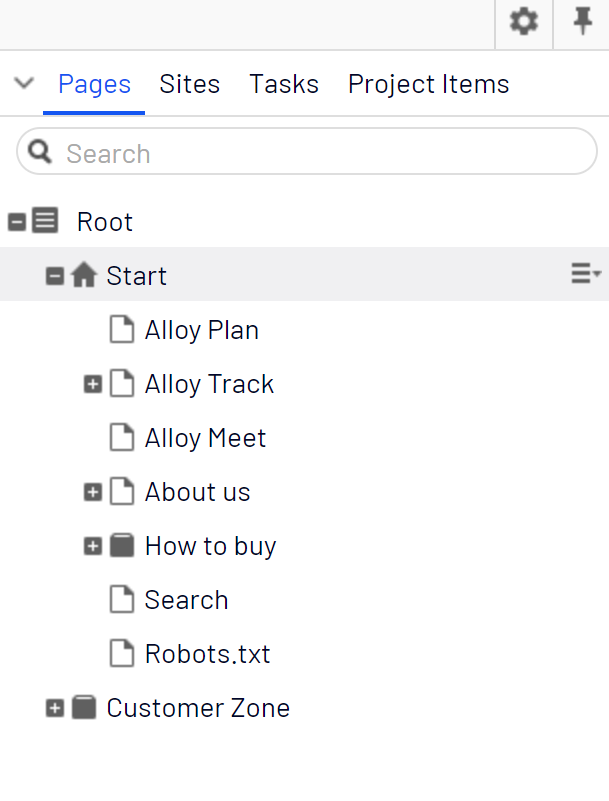 Pages Sites Tasks Project Items
Search
Root
Start
Alloy Plan
Alloy Track
Alloy Meet
About us
How to buy
Search
Robots.txt
Customer Zone